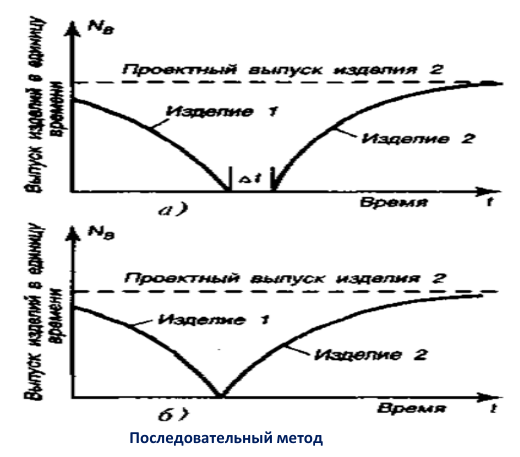 Выпуск изделий в единицу
времени
Nв
Проектный выпуск изделия 2
Изделие 1
Изделие 2
Δt
а)
Время
t
Выпуск изделий в единицу
времени
Nв
Проектный выпуск изделия 2
Изделие 1
Изделие 2
б)
Время
t
Последовательный метод